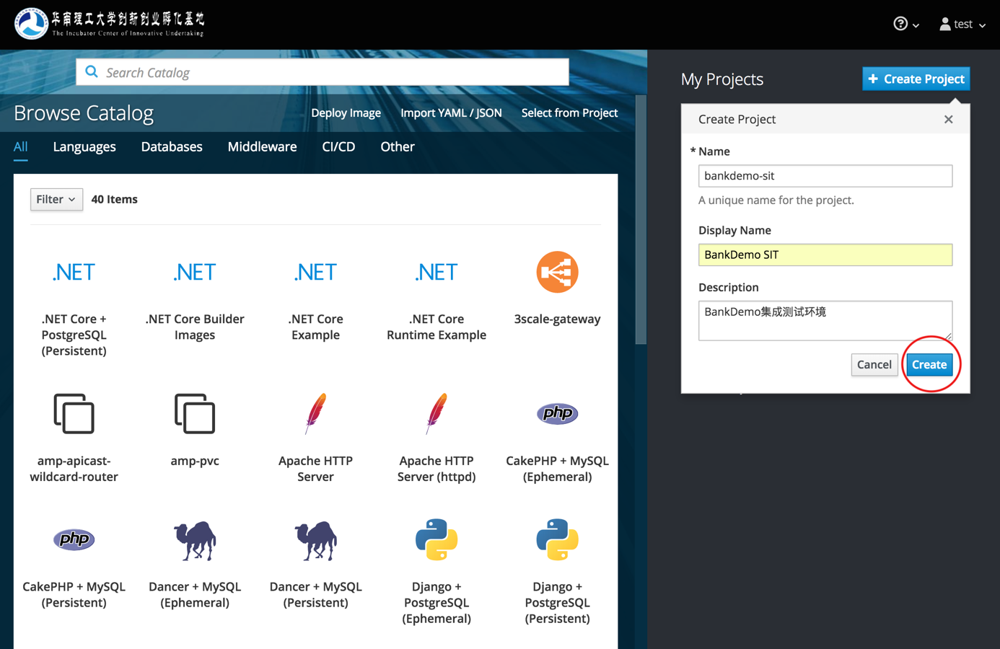 华南理工大学创新创业孵化基地
The Incubator Center of Innovative Undertaking
test
Search Catalog
My Projects
Create Project
Browse Catalog
Deploy Image
Import YAML / JSON
Select from Project
All
Languages
Databases
Middleware
CI/CD
Other
Filter
40 Items
.NET
.NET
.NET
.NET
.NET Core +
PostgreSQL
(Persistent)
.NET Core Builder
Images
.NET Core
Example
.NET Core
Runtime Example
3scale-gateway
php
amp-apicast-
wildcard-router
amp-pvc
Apache HTTP
Server
Apache HTTP
Server (httpd)
CakePHP + MySQL
(Ephemeral)
php
CakePHP + MySQL
(Persistent)
Dancer + MySQL
(Ephemeral)
Dancer + MySQL
(Persistent)
Django +
PostgreSQL
(Ephemeral)
Django +
PostgreSQL
(Persistent)
Create Project
* Name
bankdemo-sit
A unique name for the project.
Display Name
BankDemo SIT
Description
BankDemo集成测试环境
Cancel
Create